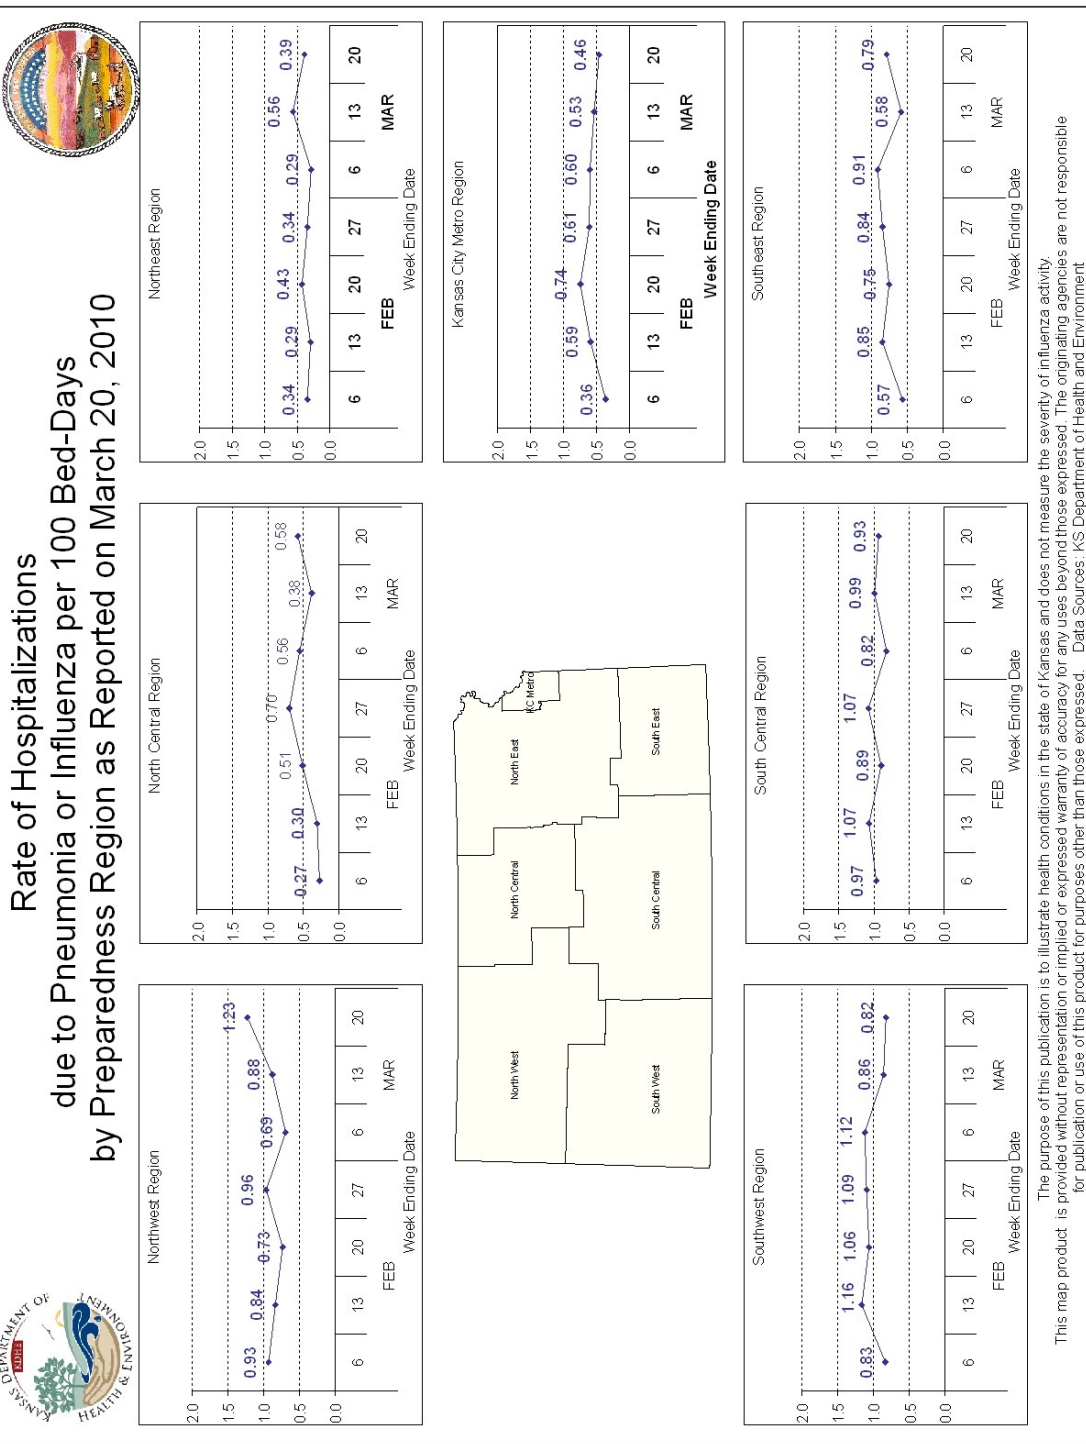 Rate of Hospitalizations
due to Pneumonia or Influenza per 100 Bed-Days
by Preparedness Region as Reported on March 20, 2010
KANSAS DEPARTMENT OF
KDHE
HEALTH & ENVIRONMENT
Northwest Region
2.0
1.5
1.0
0.5
0.0
0.93 0.84 0.73 0.96 0.69 0.88 1.23
6 13 20 27 6 13 20
FEB MAR
Week Ending Date
North Central Region
2.0
1.5
1.0
0.5
0.0
0.27 0.30 0.51 0.70 0.56 0.38 0.58
6 13 20 27 6 13 20
FEB MAR
Week Ending Date
Northeast Region
2.0
1.5
1.0
0.5
0.0
0.34 0.29 0.43 0.34 0.29 0.56 0.39
6 13 20 27 6 13 20
FEB MAR
Week Ending Date
North West
North Central
North East
KC Metro
South West
South Central
South East
Kansas City Metro Region
2.0
1.5
1.0
0.5
0.0
0.36 0.59 0.74 0.61 0.60 0.53 0.46
6 13 20 27 6 13 20
FEB MAR
Week Ending Date
Southwest Region
2.0
1.5
1.0
0.5
0.0
0.83 1.16 1.06 1.09 1.12 0.86 0.82
6 13 20 27 6 13 20
FEB MAR
Week Ending Date
South Central Region
2.0
1.5
1.0
0.5
0.0
0.97 1.07 0.89 1.07 0.82 0.99 0.93
6 13 20 27 6 13 20
FEB MAR
Week Ending Date
Southeast Region
2.0
1.5
1.0
0.5
0.0
0.57 0.85 0.75 0.84 0.91 0.58 0.79
6 13 20 27 6 13 20
FEB MAR
Week Ending Date
The purpose of this publication is to illustrate health conditions in the state of Kansas and does not measure the severity of influenza activity.
This map product is provided without representation or implied or expressed warranty of accuracy for any uses beyond those expressed. The originating agencies are not responsible
for publication or use of this product for purposes other than those expressed. Data Sources: KS Department of Health and Environment